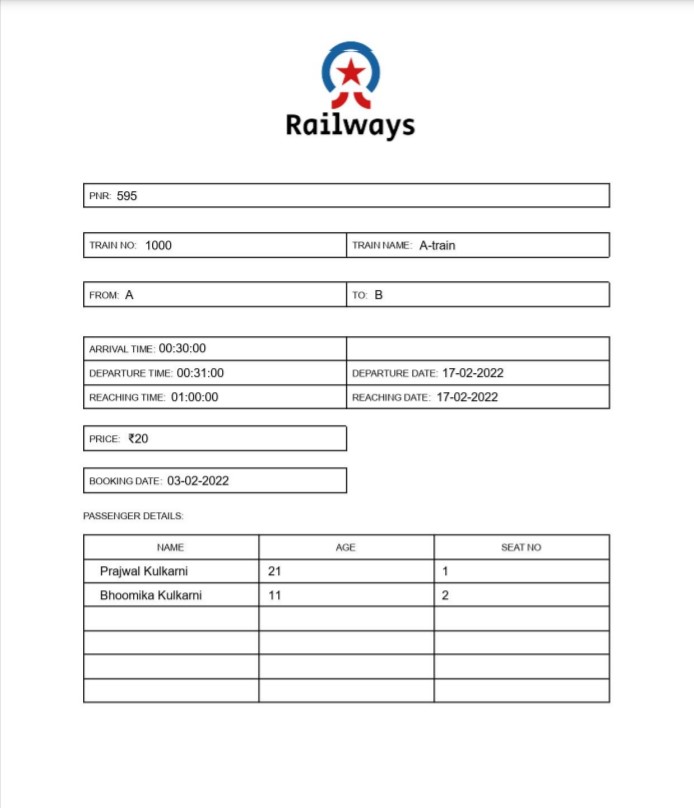 Railways
PNR: 595
TRAIN NO: 1000 TRAIN NAME: A-train
FROM: A TO: B
ARRIVAL TIME: 00:30:00
DEPARTURE TIME: 00:31:00 DEPARTURE DATE: 17-02-2022
REACHING TIME: 01:00:00 REACHING DATE: 17-02-2022
PRICE: ₹20
BOOKING DATE: 03-02-2022
PASSENGER DETAILS:
NAME AGE SEAT NO
Prajwal Kulkarni 21 1
Bhoomika Kulkarni 11 2